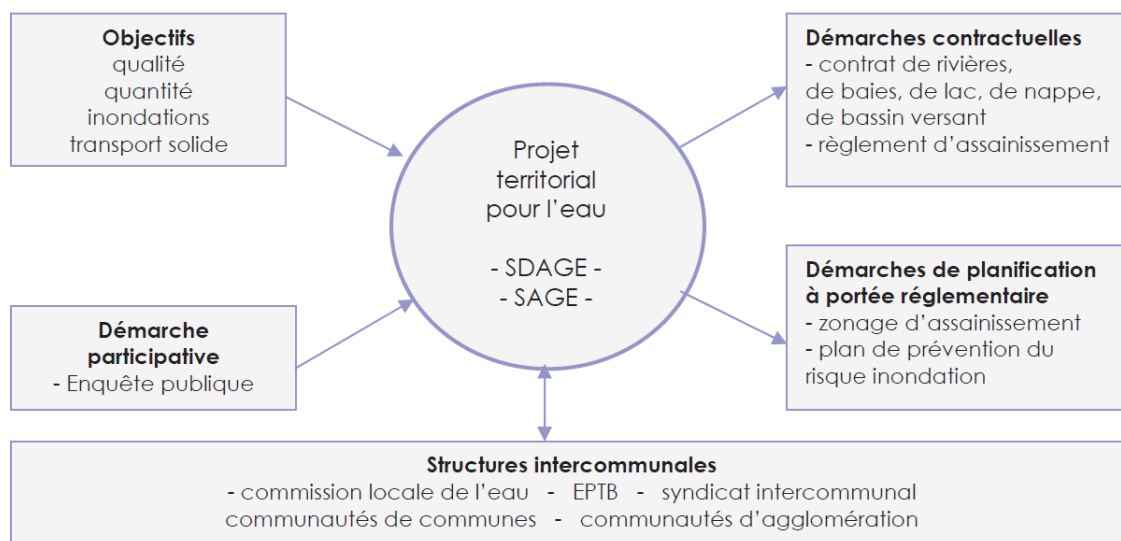 Objectifs
qualité
quantité
inondations
transport solide
Démarche
participative
- Enquête publique
Projet
territorial
pour l'eau
- SDAGE -
- SAGE -
Démarches contractuelles
- contrat de rivières,
de baies, de lac, de nappe,
de bassin versant
- règlement d'assainissement
Démarches de planification
à portée réglementaire
- zonage d'assainissement
- plan de prévention du
risque inondation
Structures intercommunales
- commission locale de l'eau - EPTB - syndicat intercommunal
communautés de communes - communautés d'agglomération